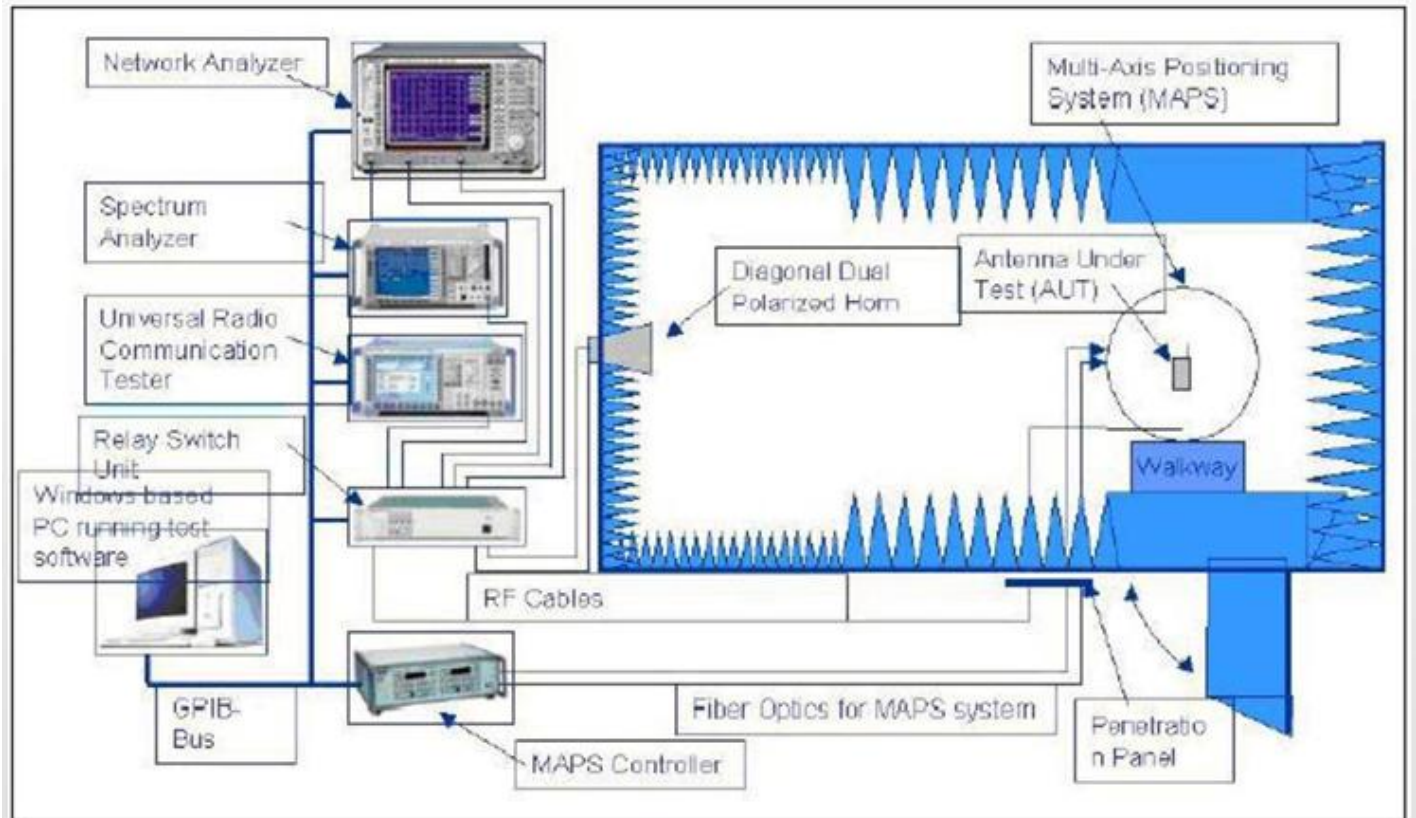 Network Analyzer
Multi-Axis Positioning
System (MAPS)
Spectrum
Analyzer
Diagonal Dual
Polarized Horn
Antenna Under
Test (AUT)
Universal Radio
Communication
Tester
Relay Switch
Unit
Walkway
Windows based
PC running test
software
RF Cables
GPIB-
Bus
Fiber Optics for MAPS system
Penetratio
n Panel
MAPS Controller